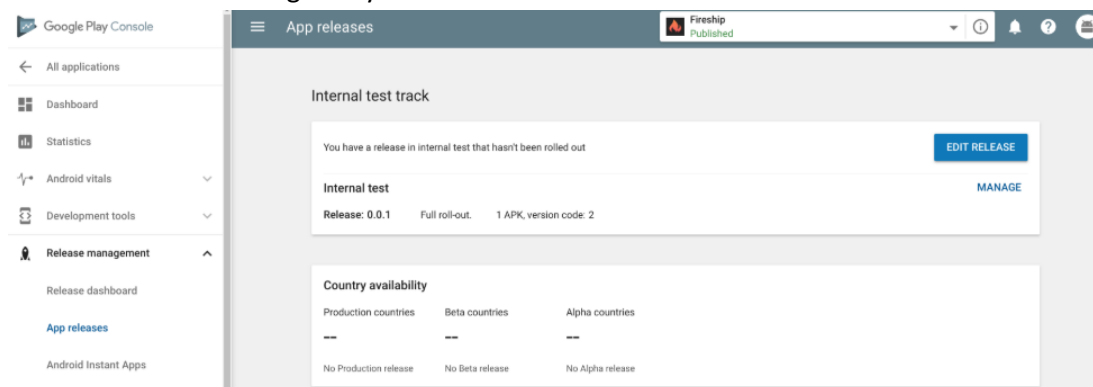 Google Play Console
All applications
Dashboard
Statistics
Android vitals
Development tools
Release management
Release dashboard
App releases
Android Instant Apps
App releases
Fireship
Published
Internal test track
You have a release in internal test that hasn't been rolled out
EDIT RELEASE
Internal test
MANAGE
Release: 0.0.1 Full roll-out. 1 APK, version code: 2
Country availability
Production countries Beta countries Alpha countries
-- -- --
No Production release No Beta release No Alpha release